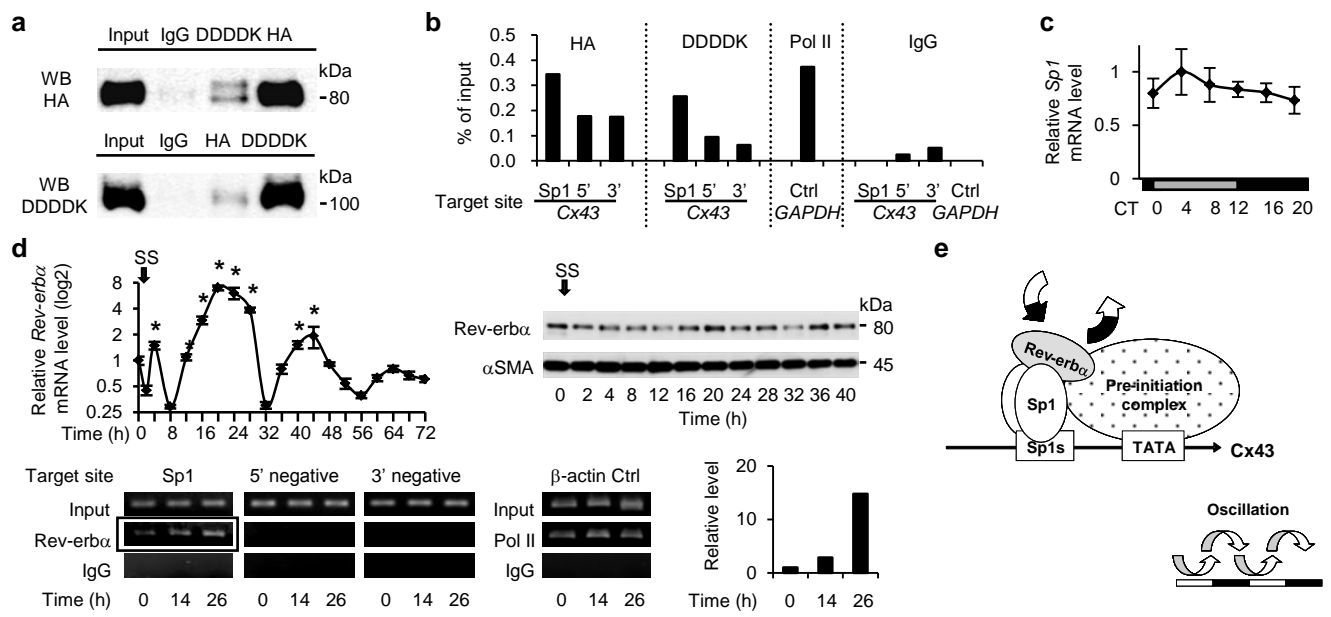 a
Input IgG DDDDK HA
WB
HA
kDa
-80
Input IgG HA DDDDK
WB
DDDDK
kDa
-100
b
% of input
0.5
0.4
0.3
0.2
0.1
0.0
HA
DDDDK
Pol II
IgG
Target site
Sp1 5’ 3’
Cx43
Sp1 5’ 3’
Cx43
Ctrl
GAPDH
Sp1 5’ 3’
Cx43
Ctrl
GAPDH
c
Relative Sp1
mRNA level
1
0.5
0
CT 0 4 8 12 16 20
d
SS
Relative Rev-erbα
mRNA level (log2)
8
4
2
1
0.5
0.25
* * * * * * * *
Time (h) 0 8 16 24 32 40 48 56 64 72
SS
kDa
Rev-erbα
- 80
αSMA
- 45
0 2 4 8 12 16 20 24 28 32 36 40
Time (h)
Target site
Sp1
5’ negative
3’ negative
Input
Rev-erbα
IgG
Time (h) 0 14 26 0 14 26 0 14 26
β-actin Ctrl
Input
Pol II
IgG
Time (h) 0 14 26
Relative level
20
10
0
Time (h) 0 14 26
e
Rev-erbα
Sp1
Pre-initiation
complex
Sp1s
TATA
Cx43
Oscillation